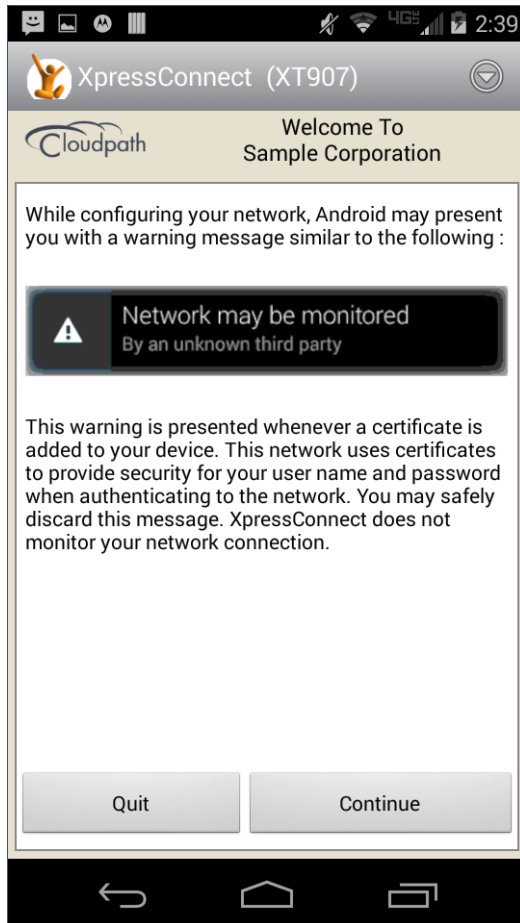 4G 2:39
XpressConnect (XT907)
Cloudpath
Welcome To
Sample Corporation
While configuring your network, Android may present
you with a warning message similar to the following :
Network may be monitored
By an unknown third party
This warning is presented whenever a certificate is
added to your device. This network uses certificates
to provide security for your user name and password
when authenticating to the network. You may safely
discard this message. XpressConnect does not
monitor your network connection.
Quit
Continue